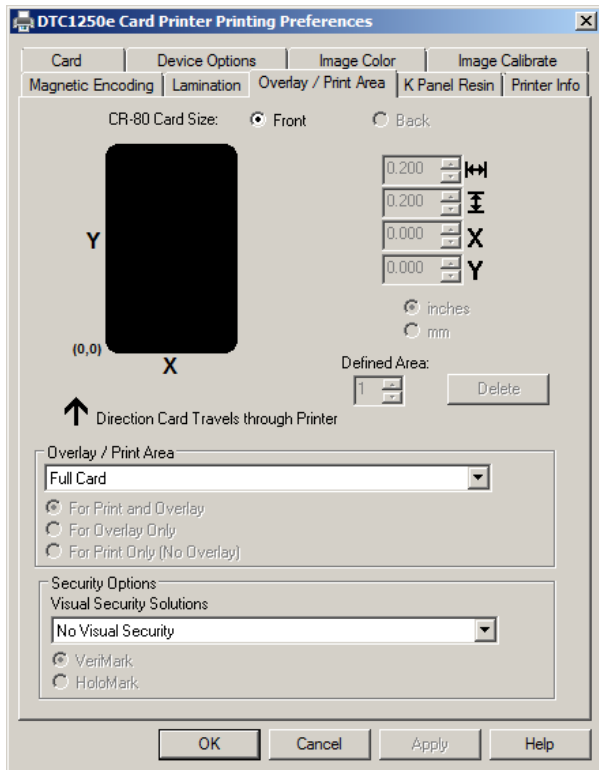 DTC1250e Card Printer Printing Preferences
Card Device Options Image Color Image Calibrate
Magnetic Encoding Lamination Overlay / Print Area K Panel Resin Printer Info
CR-80 Card Size: Front Back
0.200
0.200
0.000 X
Y 0.000 Y
inches
mm
(0,0)
X Defined Area:
1 Delete
Direction Card Travels through Printer
Overlay / Print Area
Full Card
For Print and Overlay
For Overlay Only
For Print Only (No Overlay)
Security Options
Visual Security Solutions
No Visual Security
VeriMark
HoloMark
OK Cancel Apply Help